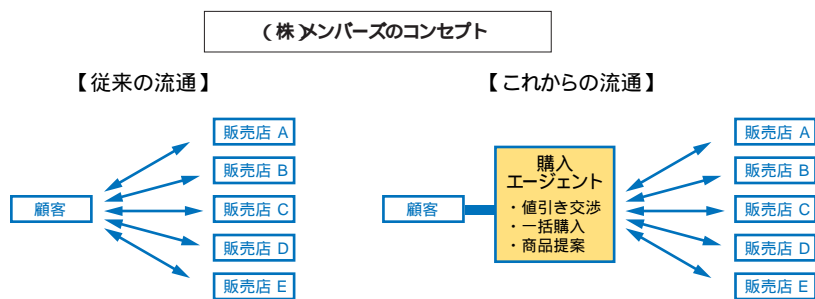 (株)メンバーズのコンセプト
【従来の流通】
顧客
販売店 A
販売店 B
販売店 C
販売店 D
販売店 E
【これからの流通】
顧客
購入
エージェント
・値引き交渉
・一括購入
・商品提案
販売店 A
販売店 B
販売店 C
販売店 D
販売店 E